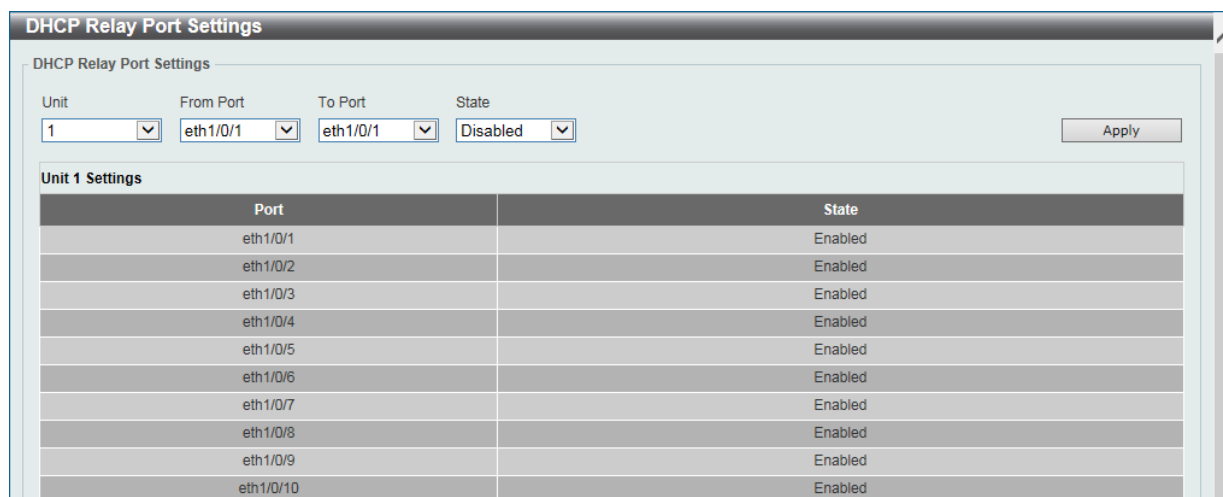 DHCP Relay Port Settings
DHCP Relay Port Settings
Unit From Port To Port State
1 eth1/0/1 eth1/0/1 Disabled Apply
Unit 1 Settings
Port State
eth1/0/1 Enabled
eth1/0/2 Enabled
eth1/0/3 Enabled
eth1/0/4 Enabled
eth1/0/5 Enabled
eth1/0/6 Enabled
eth1/0/7 Enabled
eth1/0/8 Enabled
eth1/0/9 Enabled
eth1/0/10 Enabled